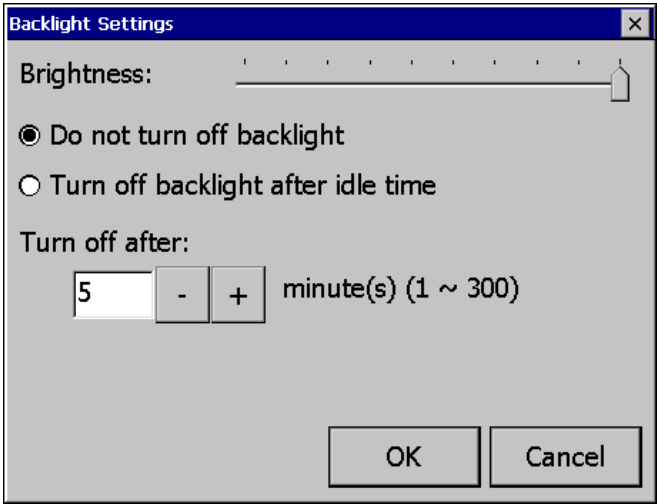 Backlight Settings
Brightness:
Do not turn off backlight
Turn off backlight after idle time
Turn off after:
5 - + minute(s) (1 ~ 300)
OK Cancel